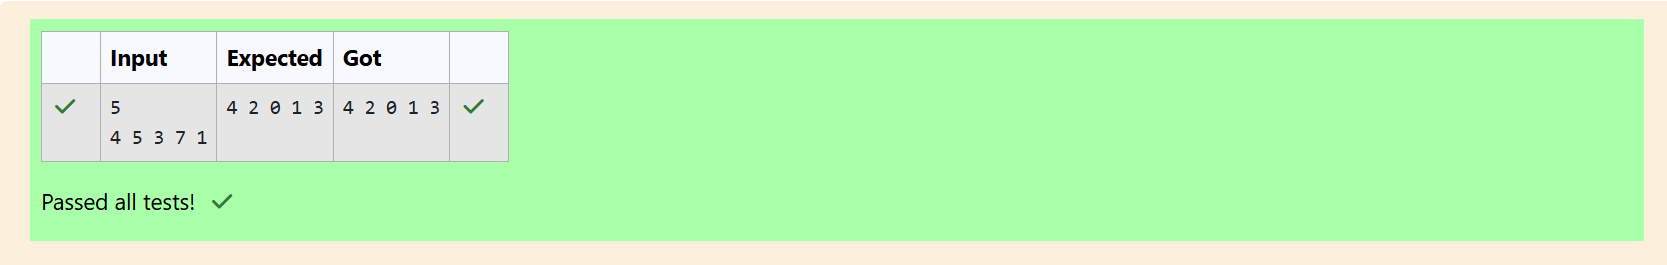 Input Expected Got
5 4 2 0 1 3 4 2 0 1 3
4 5 3 7 1
Passed all tests!